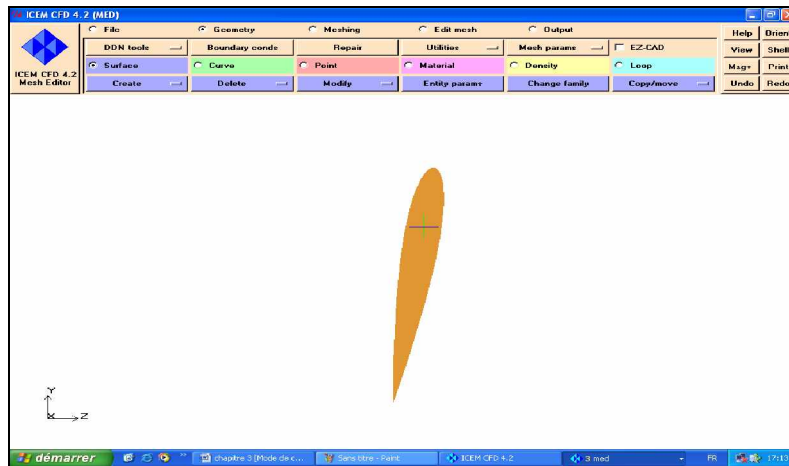 ICEM CFD 4.2 (MED)
File Geometry Meshing Edit mesh Output Help Orient
DDN tools Boundary conds Repair Utilities Mesh params EZ-CAD View Shell
Surface Curve Point Material Density Loop Mag+ Print
ICEM CFD 4.2
Mesh Editor
Create Delete Modify Entity params Change family Copy/move Undo Redo
Y
X Z
démarrer chapitre 3 [Mode de c... Sans titre - Paint ICEM CFD 4.2 3 med FR 17:13